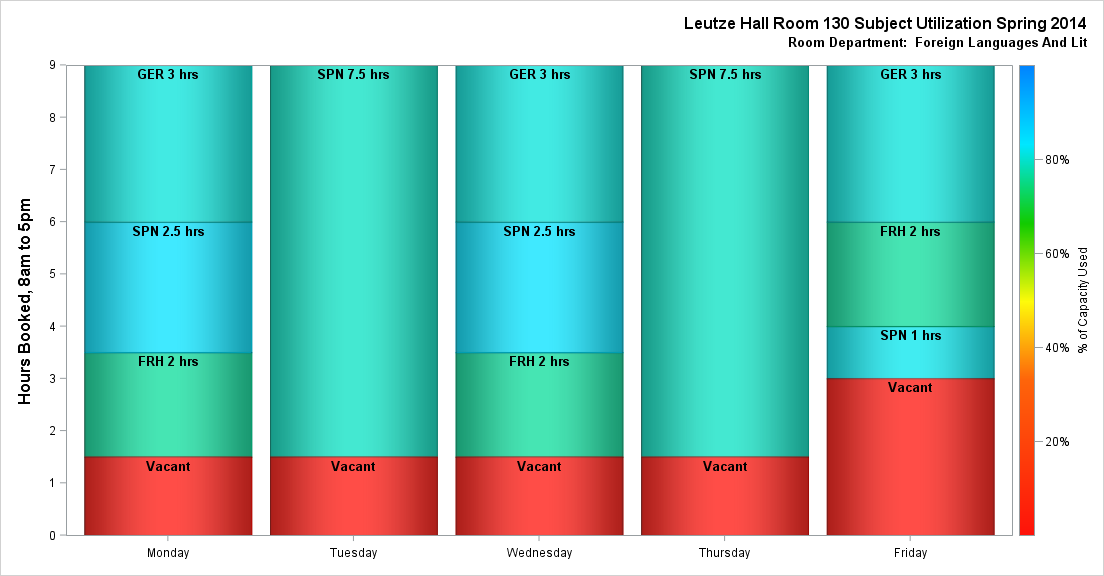 Leutze Hall Room 130 Subject Utilization Spring 2014
Room Department:  Foreign Languages And Lit
Hours Booked, 8am to 5pm
9
8
7
6
5
4
3
2
1
0
GER 3 hrs
SPN 2.5 hrs
FRH 2 hrs
Vacant
SPN 7.5 hrs
Vacant
GER 3 hrs
SPN 2.5 hrs
FRH 2 hrs
Vacant
SPN 7.5 hrs
Vacant
GER 3 hrs
FRH 2 hrs
SPN 1 hrs
Vacant
Monday
Tuesday
Wednesday
Thursday
Friday
80%
60%
40%
20%
% of Capacity Used